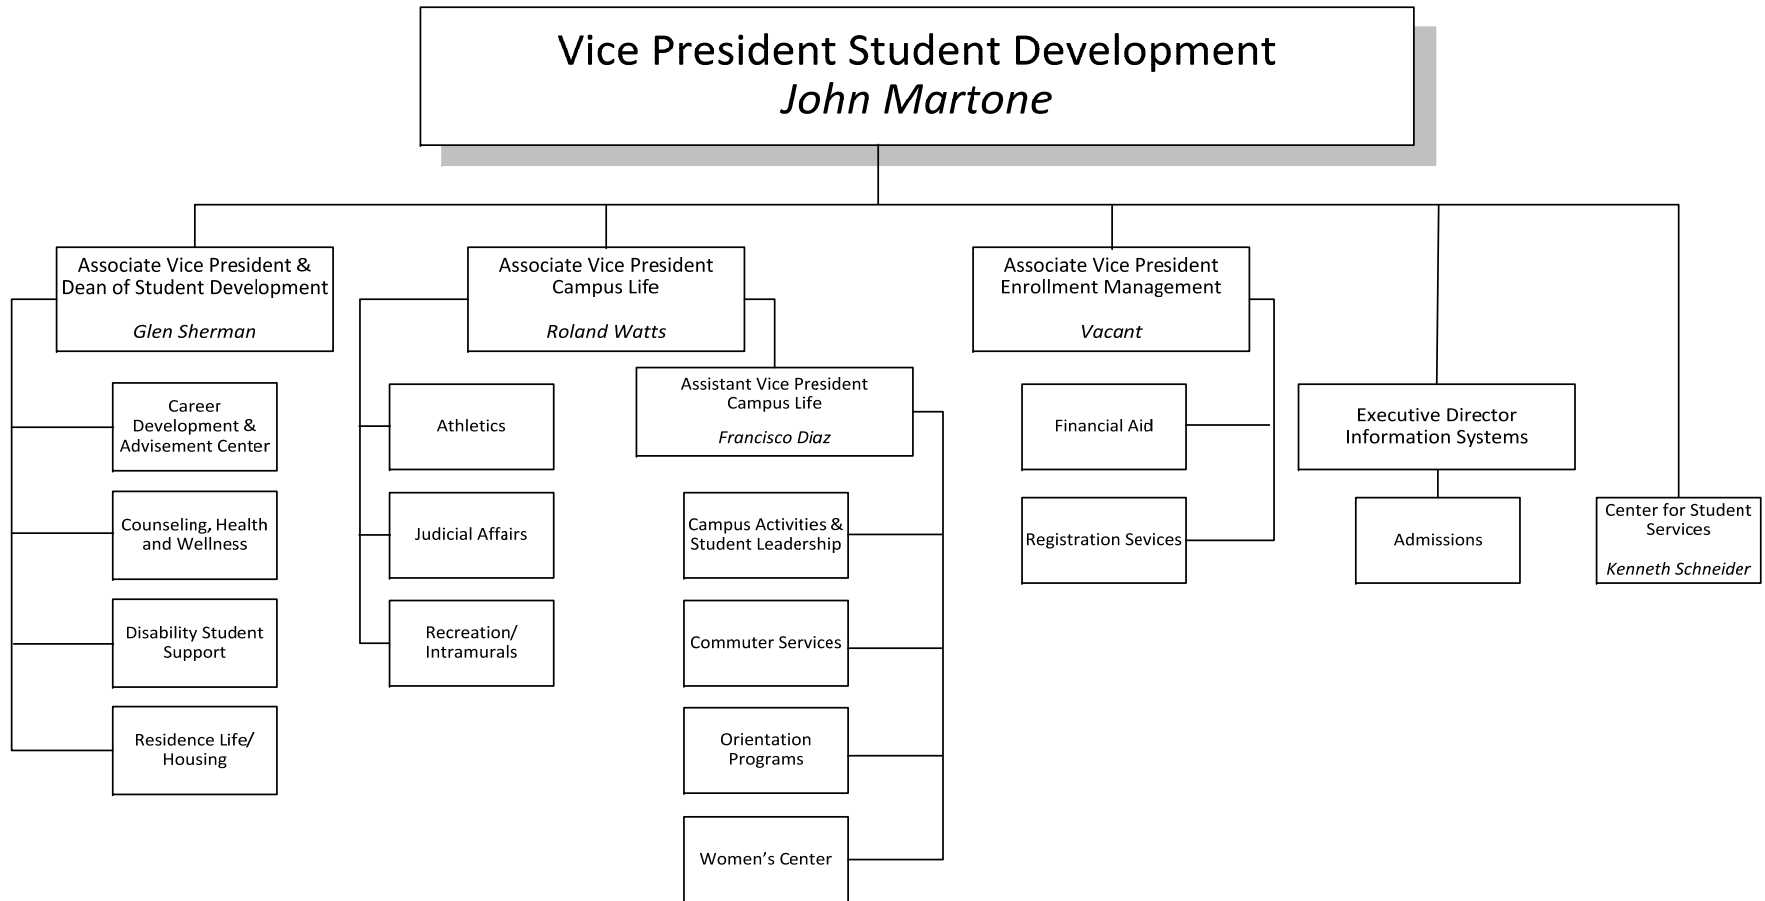 Vice President Student Development
John Martone
Associate Vice President &
Dean of Student Development
Glen Sherman
Career
Development &
Advisement Center
Counseling, Health
and Wellness
Disability Student
Support
Residence Life/
Housing
Associate Vice President
Campus Life
Roland Watts
Athletics
Judicial Affairs
Recreation/
Intramurals
Assistant Vice President
Campus Life
Francisco Diaz
Campus Activities &
Student Leadership
Commuter Services
Orientation
Programs
Women’s Center
Associate Vice President
Enrollment Management
Vacant
Financial Aid
Registration Sevices
Executive Director
Information Systems
Admissions
Center for Student
Services
Kenneth Schneider